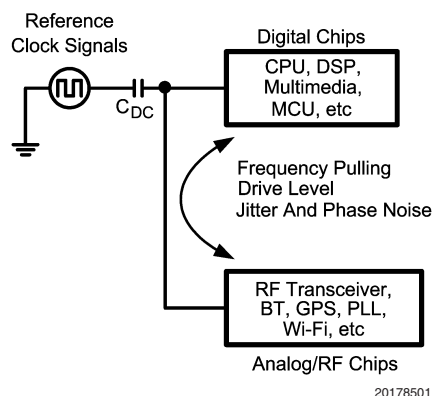 Reference
Clock Signals
C_DC
Digital Chips
CPU, DSP,
Multimedia,
MCU, etc
Frequency Pulling
Drive Level
Jitter And Phase Noise
RF Transceiver,
BT, GPS, PLL,
Wi-Fi, etc
Analog/RF Chips
20178501